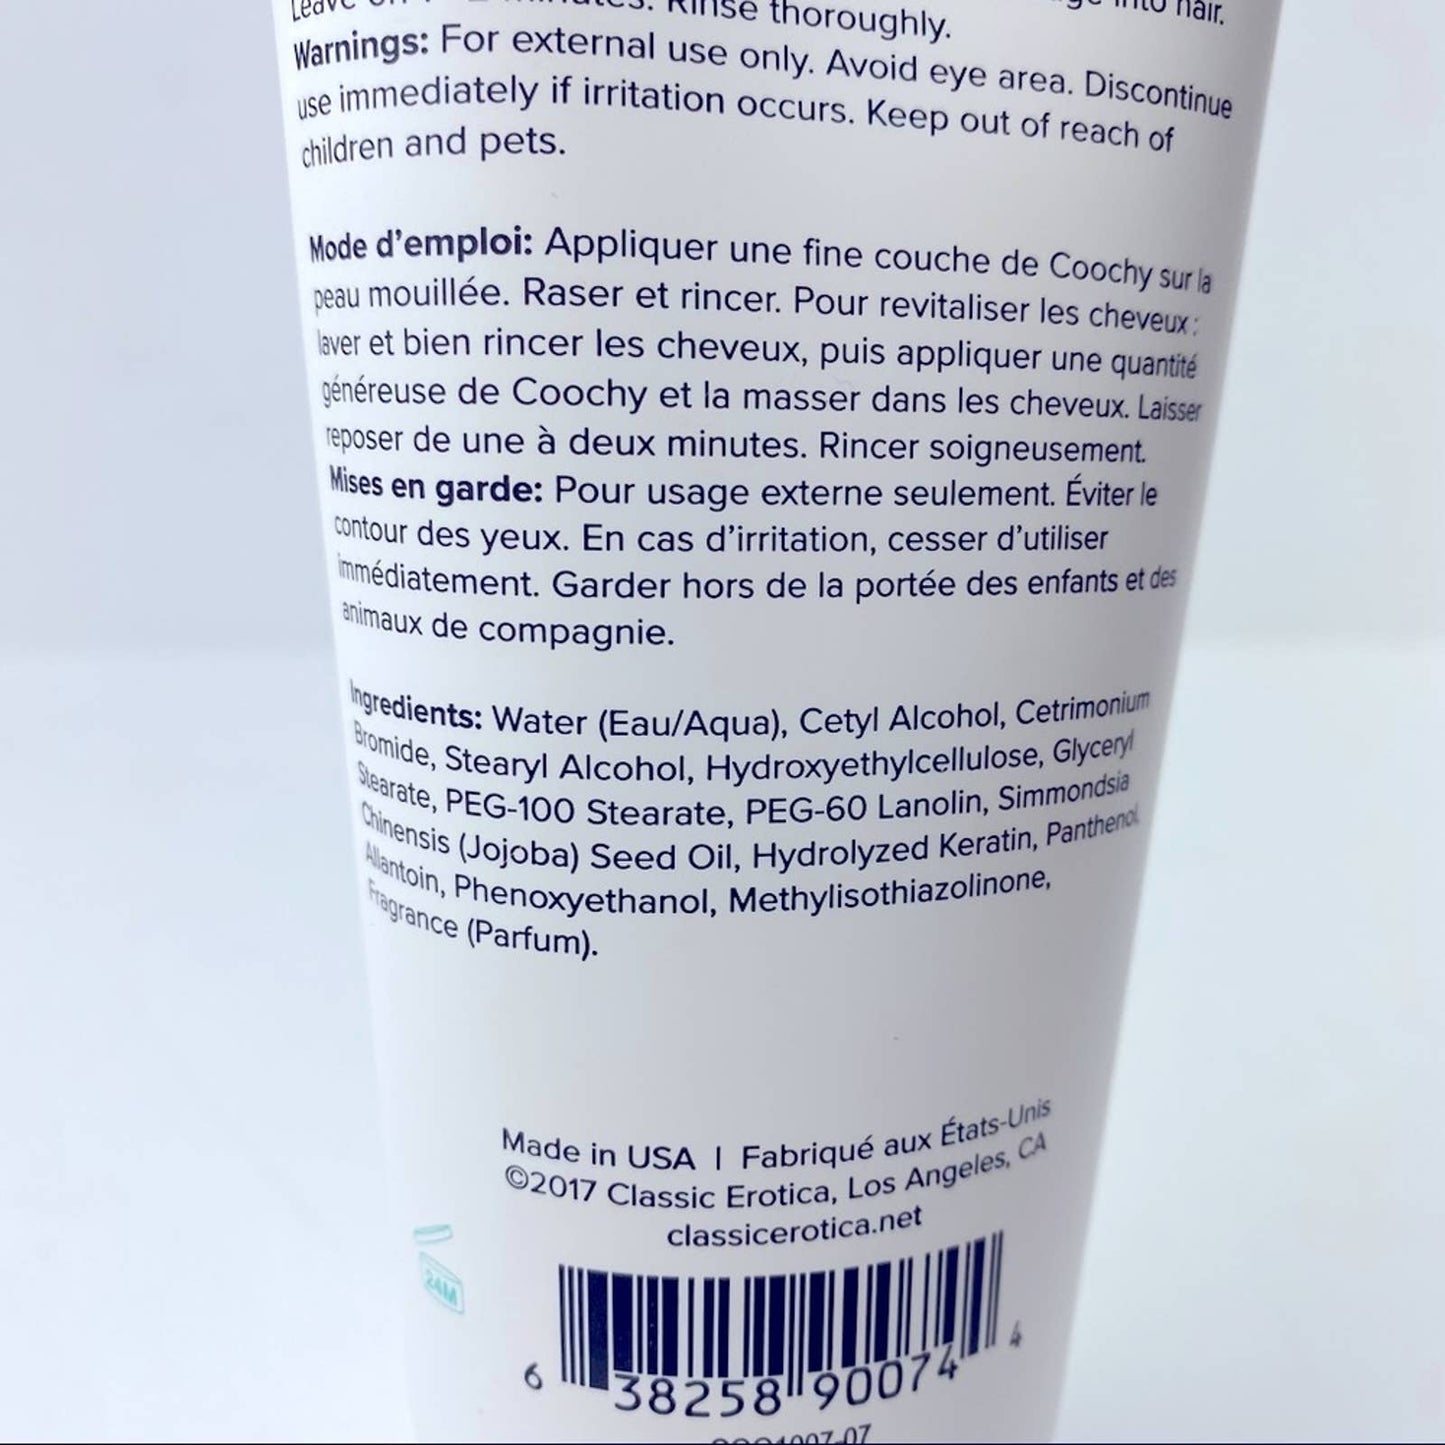 Rinse thoroughly.
into hair.
Warnings: For external use only. Avoid eye area. Discontinue
use immediately if irritation occurs. Keep out of reach of
children and pets.
Mode d’emploi: Appliquer une fine couche de Coochy sur la
peau mouillée. Raser et rincer. Pour revitaliser les cheveux :
laver et bien rincer les cheveux, puis appliquer une quantité
généreuse de Coochy et la masser dans les cheveux. Laisser
reposer de une à deux minutes. Rincer soigneusement.
Mises en garde: Pour usage externe seulement. Éviter le
contour des yeux. En cas d’irritation, cesser d’utiliser
immédiatement. Garder hors de la portée des enfants et des
animaux de compagnie.
Ingredients: Water (Eau/Aqua), Cetyl Alcohol, Cetrimonium
Bromide, Stearyl Alcohol, Hydroxyethylcellulose, Glyceryl
Stearate, PEG-100 Stearate, PEG-60 Lanolin, Simmondsia
Chinensis (Jojoba) Seed Oil, Hydrolyzed Keratin, Panthenol,
Allantoin, Phenoxyethanol, Methylisothiazolinone,
Fragrance (Parfum).
Made in USA | Fabriqué aux États-Unis
©2017 Classic Erotica, Los Angeles, CA
classicerotica.net
24M
6 38258 90074 4